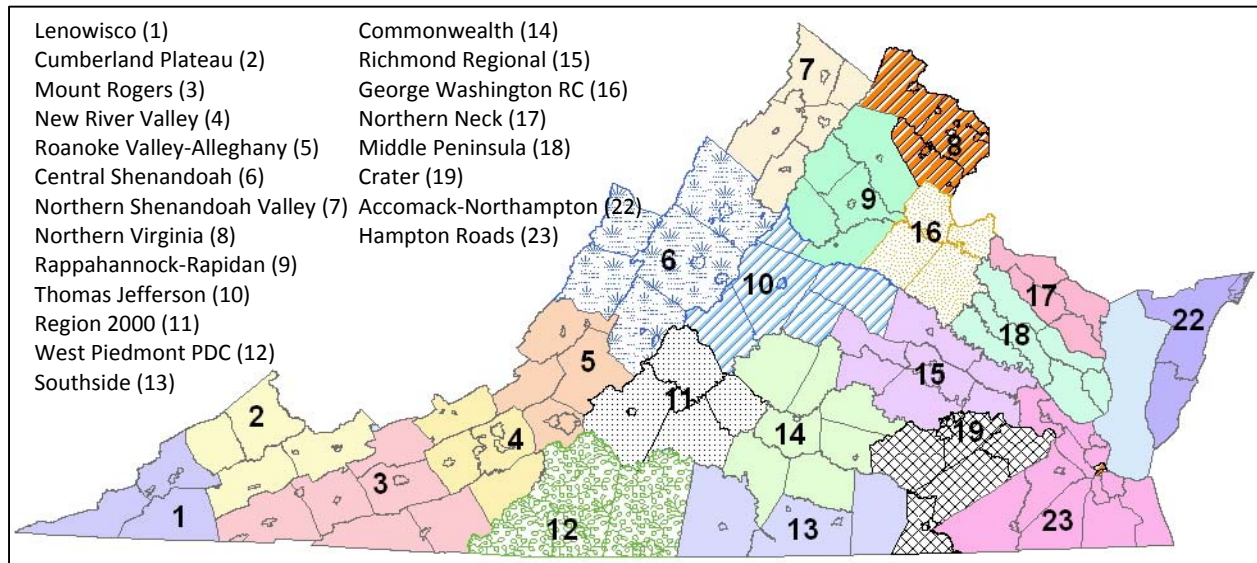 Lenowisco (1)
Cumberland Plateau (2)
Mount Rogers (3)
New River Valley (4)
Roanoke Valley-Alleghany (5)
Central Shenandoah (6)
Northern Shenandoah Valley (7)
Northern Virginia (8)
Rappahannock-Rapidan (9)
Thomas Jefferson (10)
Region 2000 (11)
West Piedmont PDC (12)
Southside (13)
Commonwealth (14)
Richmond Regional (15)
George Washington RC (16)
Northern Neck (17)
Middle Peninsula (18)
Crater (19)
Accomack-Northampton (22)
Hampton Roads (23)
7
8
9
16
6
10
17
22
18
5
15
11
2
4
14
19
3
1
12
13
23